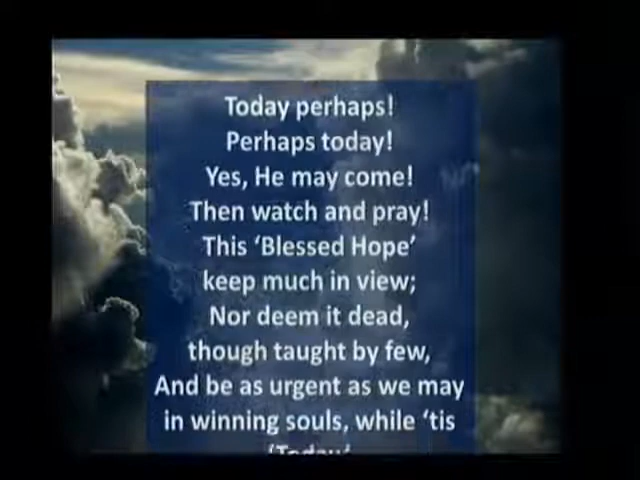 Today perhaps!
Perhaps today!
Yes, He may come!
Then watch and pray!
This ‘Blessed Hope’
keep much in view;
Nor deem it dead,
though taught by few,
And be as urgent as we may
in winning souls, while ‘tis
‘Today’